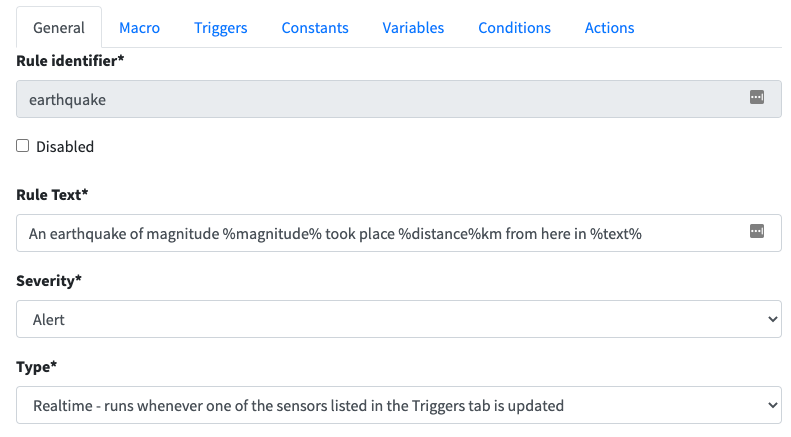 General Macro Triggers Constants Variables Conditions Actions
Rule identifier*
earthquake
Disabled
Rule Text*
An earthquake of magnitude %magnitude% took place %distance%km from here in %text%
Severity*
Alert
Type*
Realtime - runs whenever one of the sensors listed in the Triggers tab is updated